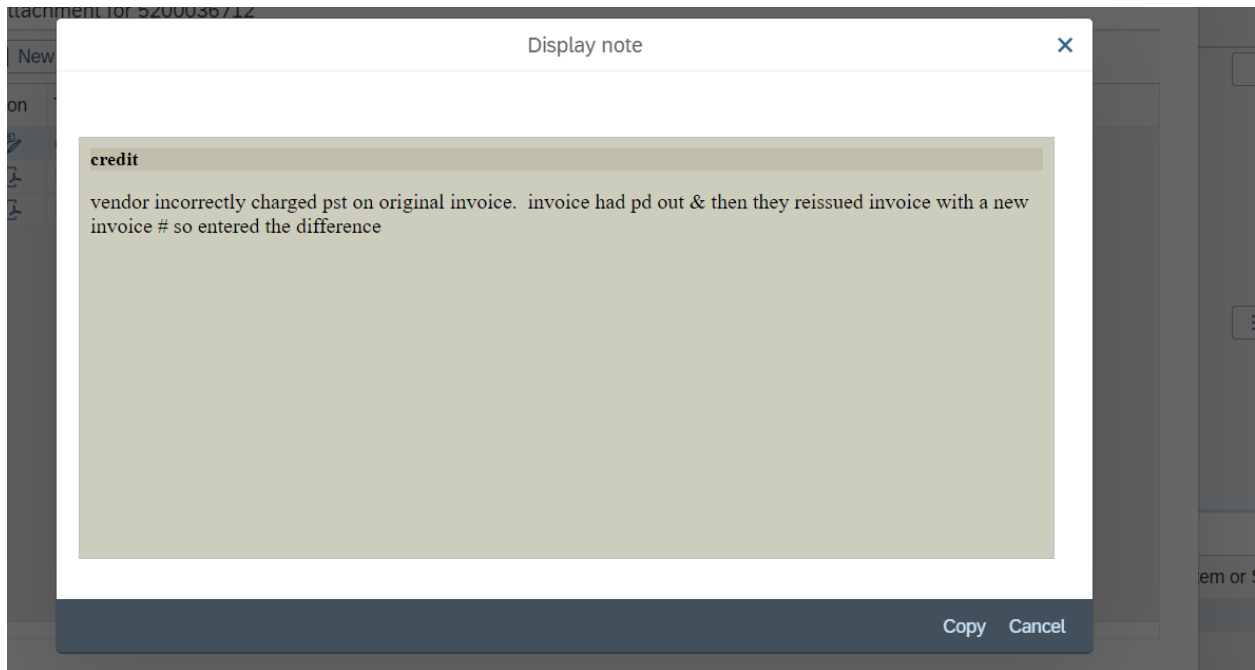 ttachment for 5200036712
New
Display note
on
credit
vendor incorrectly charged pst on original invoice.  invoice had pd out & then they reissued invoice with a new
invoice # so entered the difference
em or
Copy Cancel